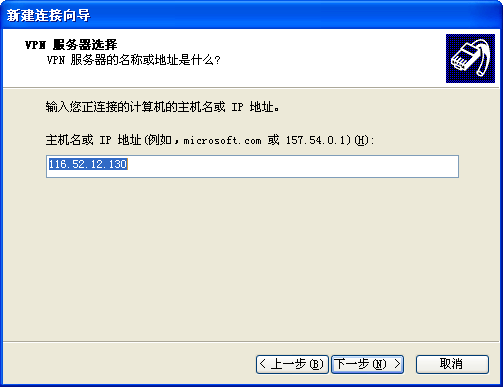 新建连接向导
VPN 服务器选择
VPN 服务器的名称或地址是什么?
输入您正连接的计算机的主机名或 IP 地址。
主机名或 IP 地址(例如,microsoft.com 或 157.54.0.1)(H):
116.52.12.130
< 上一步(B) 下一步(N) > 取消